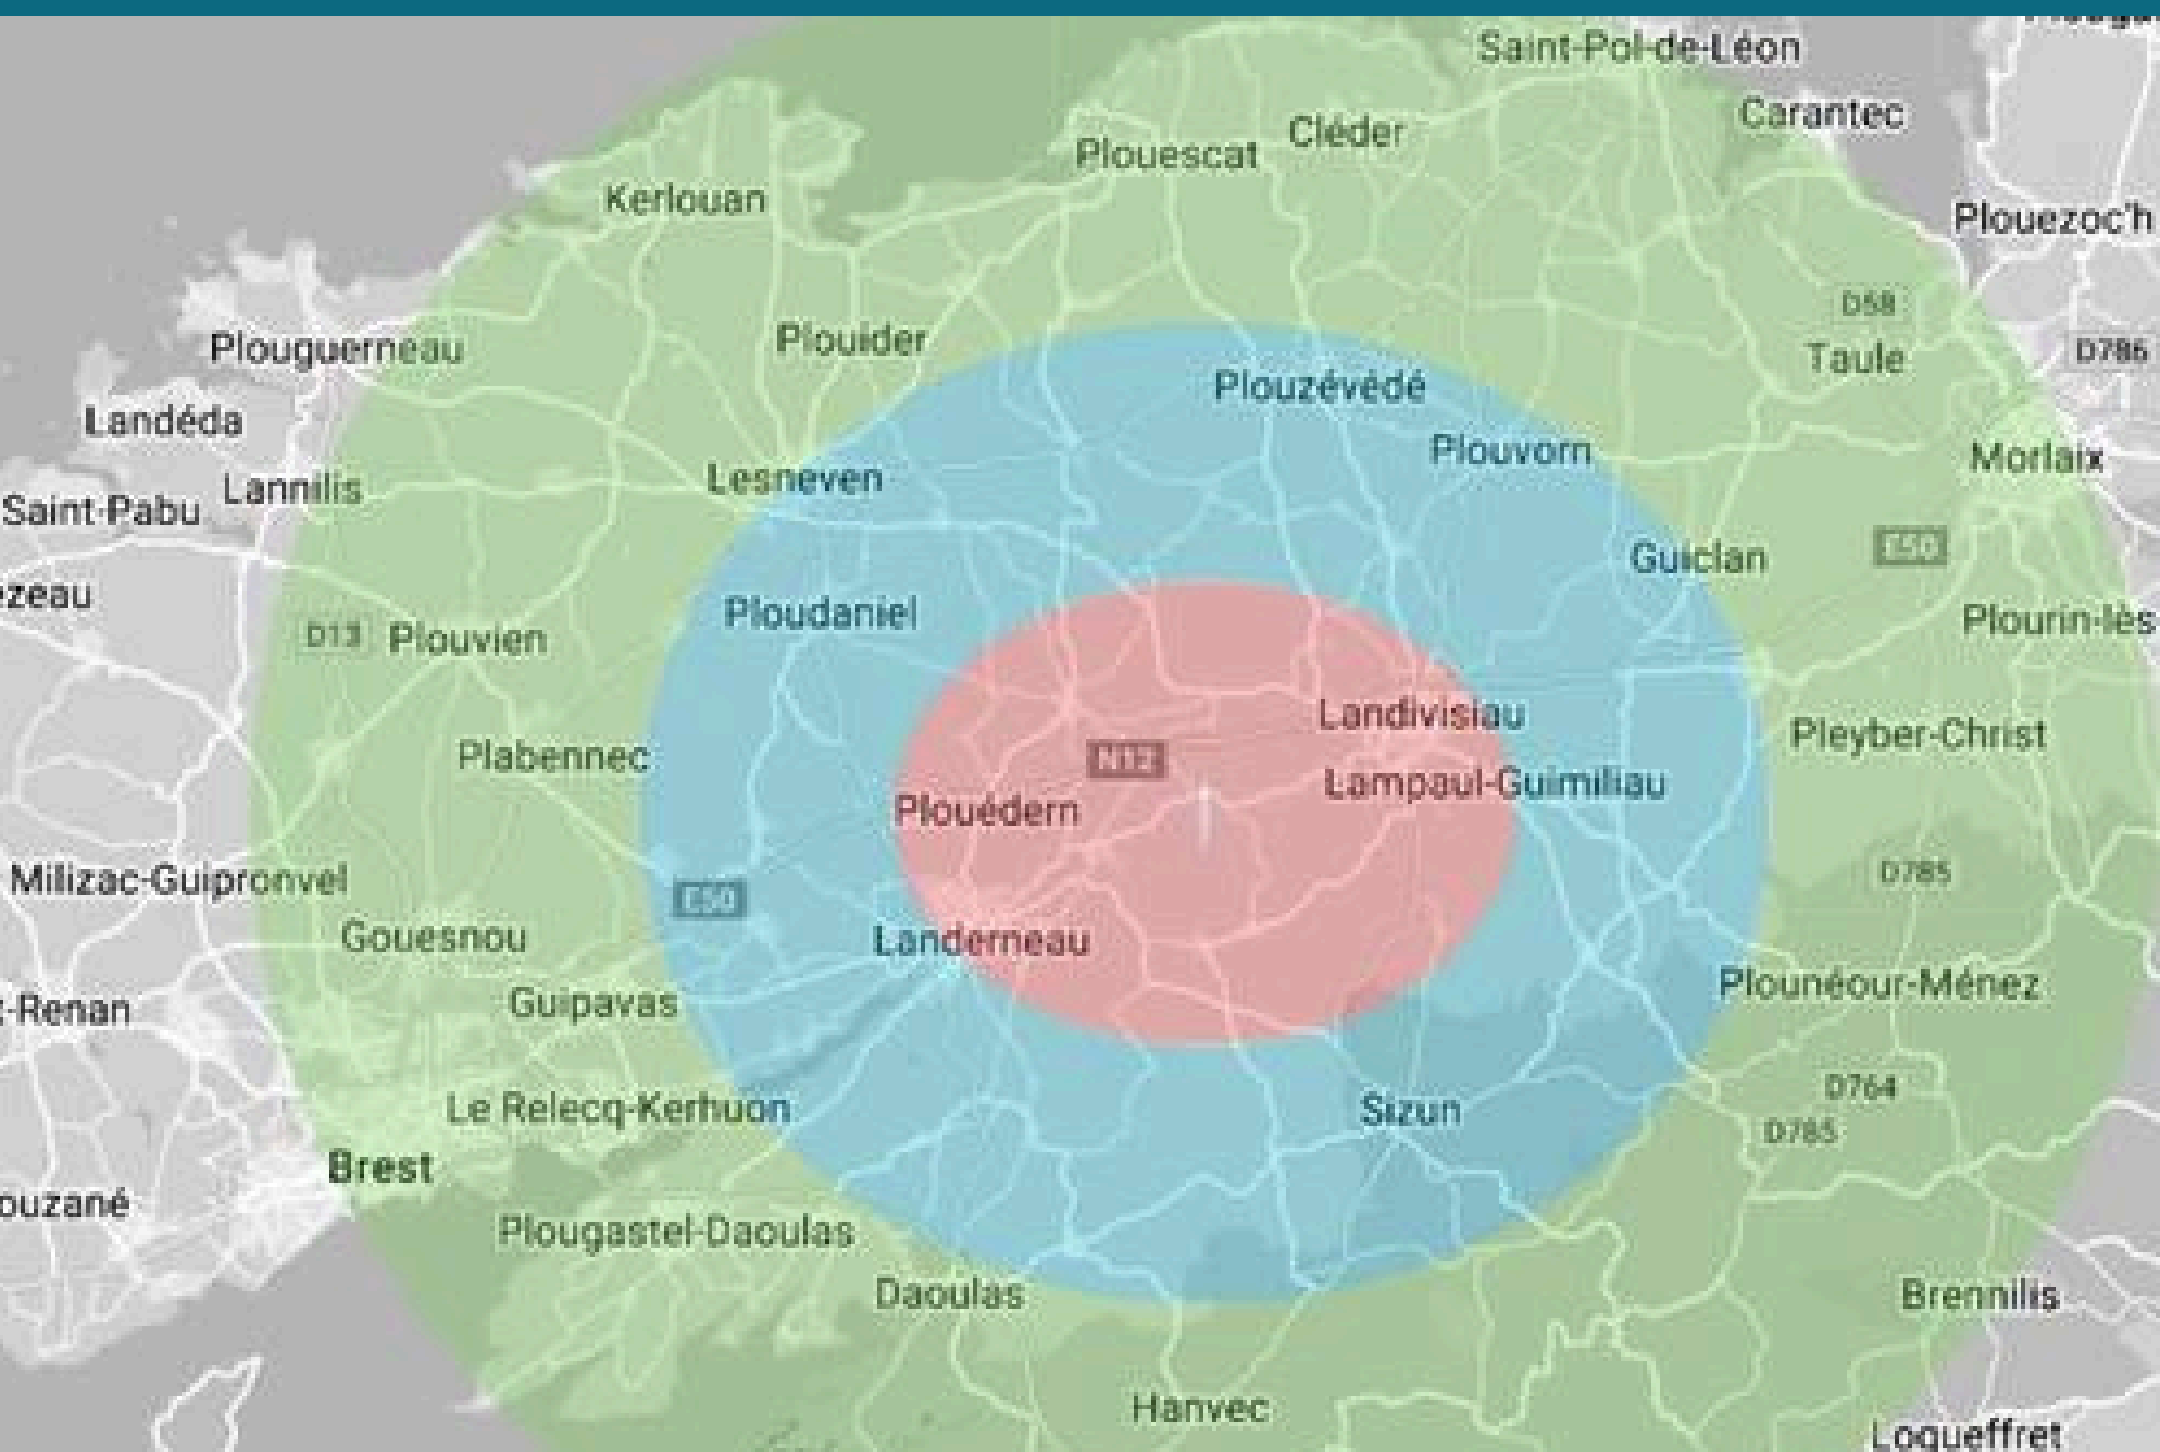 Saint-Pol-de-Léon
Carantec
Cléder
Plouescat
Kerlouan
Plouezoc'h
D58
Plouider
Plouguerneau
Taule
D786
Plouzévédé
Landéda
Plouvorn
Morlaix
Lesneven
Lannilis
Saint-Pabu
E50
Guiclan
ezeau
Ploudaniel
Plourin-lès
D13
Plouvien
Landivisiau
Pleyber-Christ
Plabennec
N12
Lampaul-Guimiliau
Plouédern
D785
Milizac-Guipronvel
E50
Gouesnou
Landerneau
Plounéour-Ménez
Guipavas
-Renan
D764
Le Relecq-Kerhuon
Sizun
D785
Brest
ouzané
Plougastel-Daoulas
Daoulas
Brennilis
Hanvec
Loqueffret